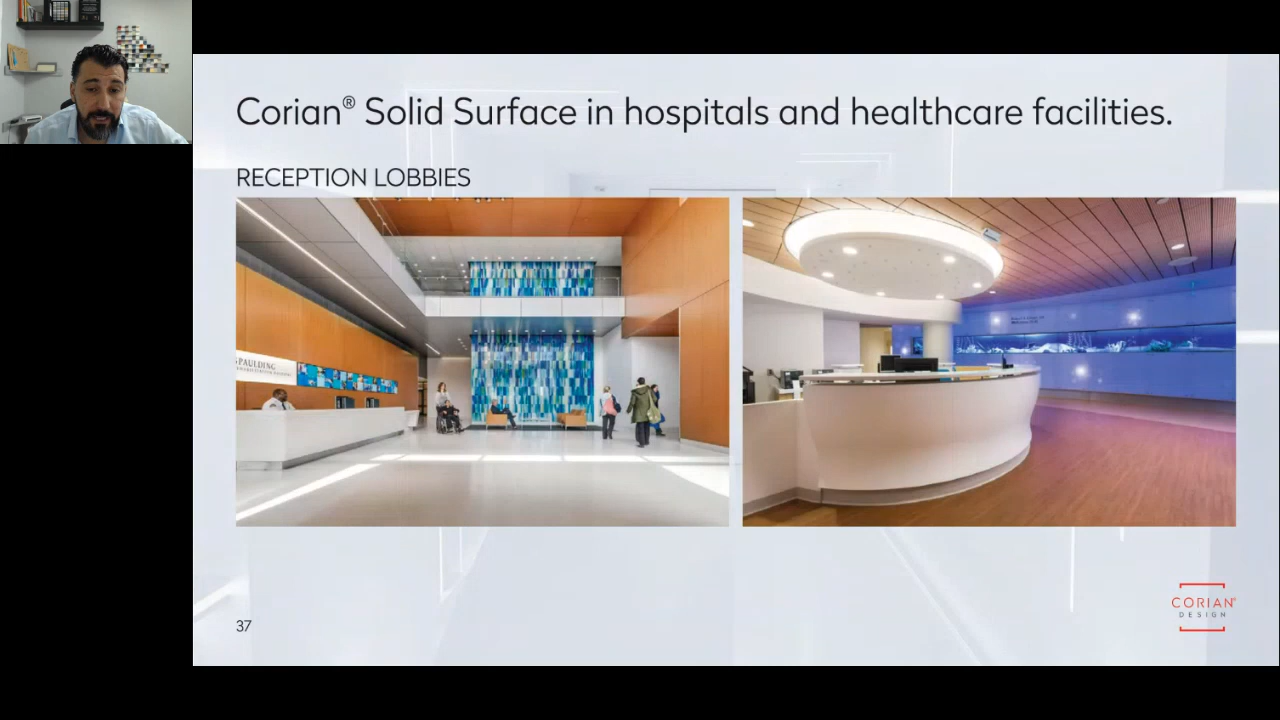 Corian® Solid Surface in hospitals and healthcare facilities.
RECEPTION LOBBIES
SPAULDING
37
CORIAN®
DESIGN